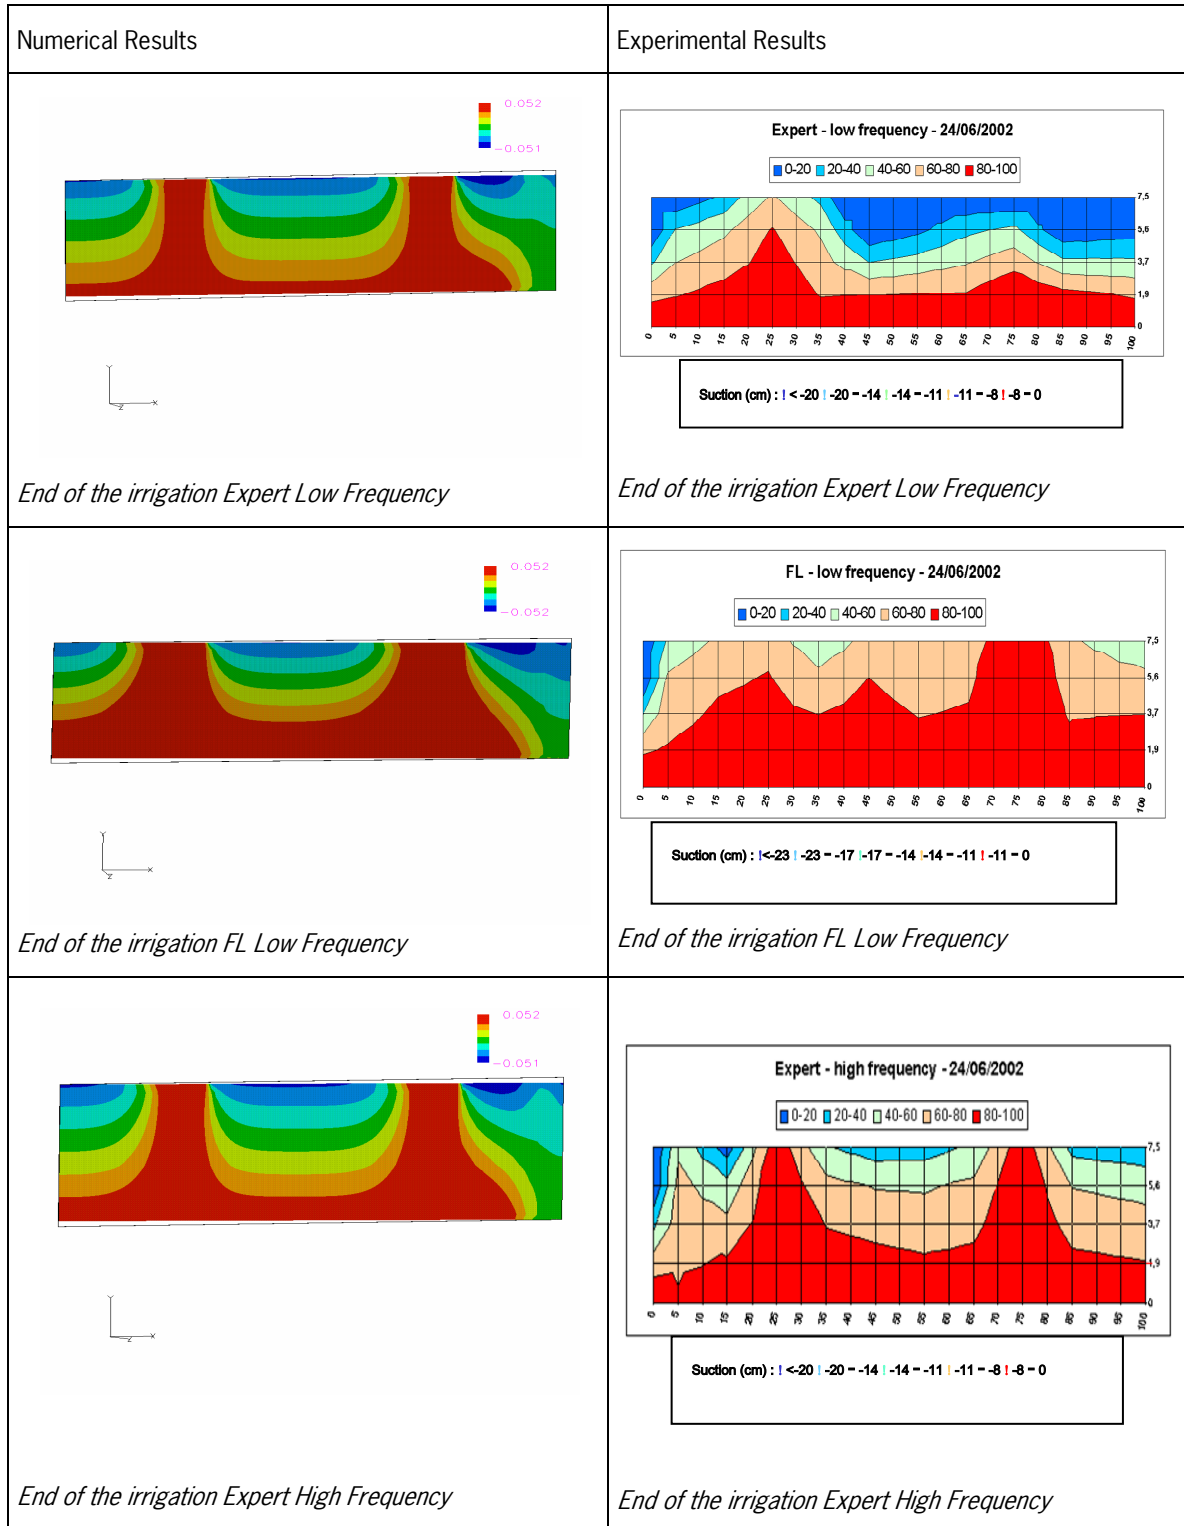 Numerical Results
Experimental Results
0.052
-0.051
Y
X
Z
End of the irrigation Expert Low Frequency
Expert - low frequency - 24/06/2002
0-20 20-40 40-60 60-80 80-100
7,5
5,6
3,7
1,9
0
0 5 10 15 20 25 30 35 40 45 50 55 60 65 70 75 80 85 90 95 100
Suction (cm) : ! < -20 ! -20 = -14 ! -14 = -11 ! -11 = -8 ! -8 = 0
End of the irrigation Expert Low Frequency
0.052
-0.052
Y
X
Z
End of the irrigation FL Low Frequency
FL - low frequency - 24/06/2002
0-20 20-40 40-60 60-80 80-100
7,5
5,6
3,7
1,9
0
0 5 10 15 20 25 30 35 40 45 50 55 60 65 70 75 80 85 90 95 100
Suction (cm) : !<-23 ! -23 = -17 !-17 = -14 !-14 = -11 ! -11 = 0
End of the irrigation FL Low Frequency
0.052
-0.051
Y
X
Z
End of the irrigation Expert High Frequency
Expert - high frequency - 24/06/2002
0-20 20-40 40-60 60-80 80-100
7,5
5,6
3,7
1,9
0
0 5 10 15 20 25 30 35 40 45 50 55 60 65 70 75 80 85 90 95 100
Suction (cm) : ! <-20 ! -20 = -14 ! -14 = -11 ! -11 = -8 ! -8 = 0
End of the irrigation Expert High Frequency